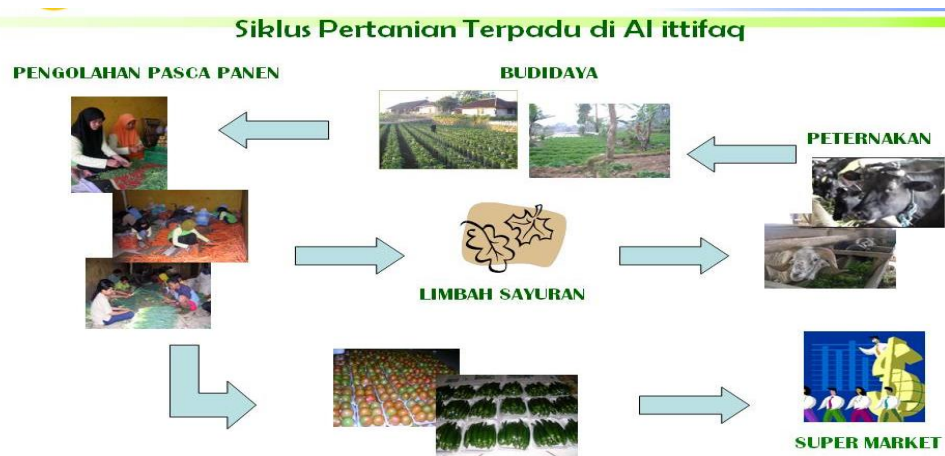 Siklus Pertanian Terpadu di Al ittifaq
PENGOLAHAN PASCA PANEN
BUDIDAYA
PETERNAKAN
LIMBAH SAYURAN
SUPER MARKET